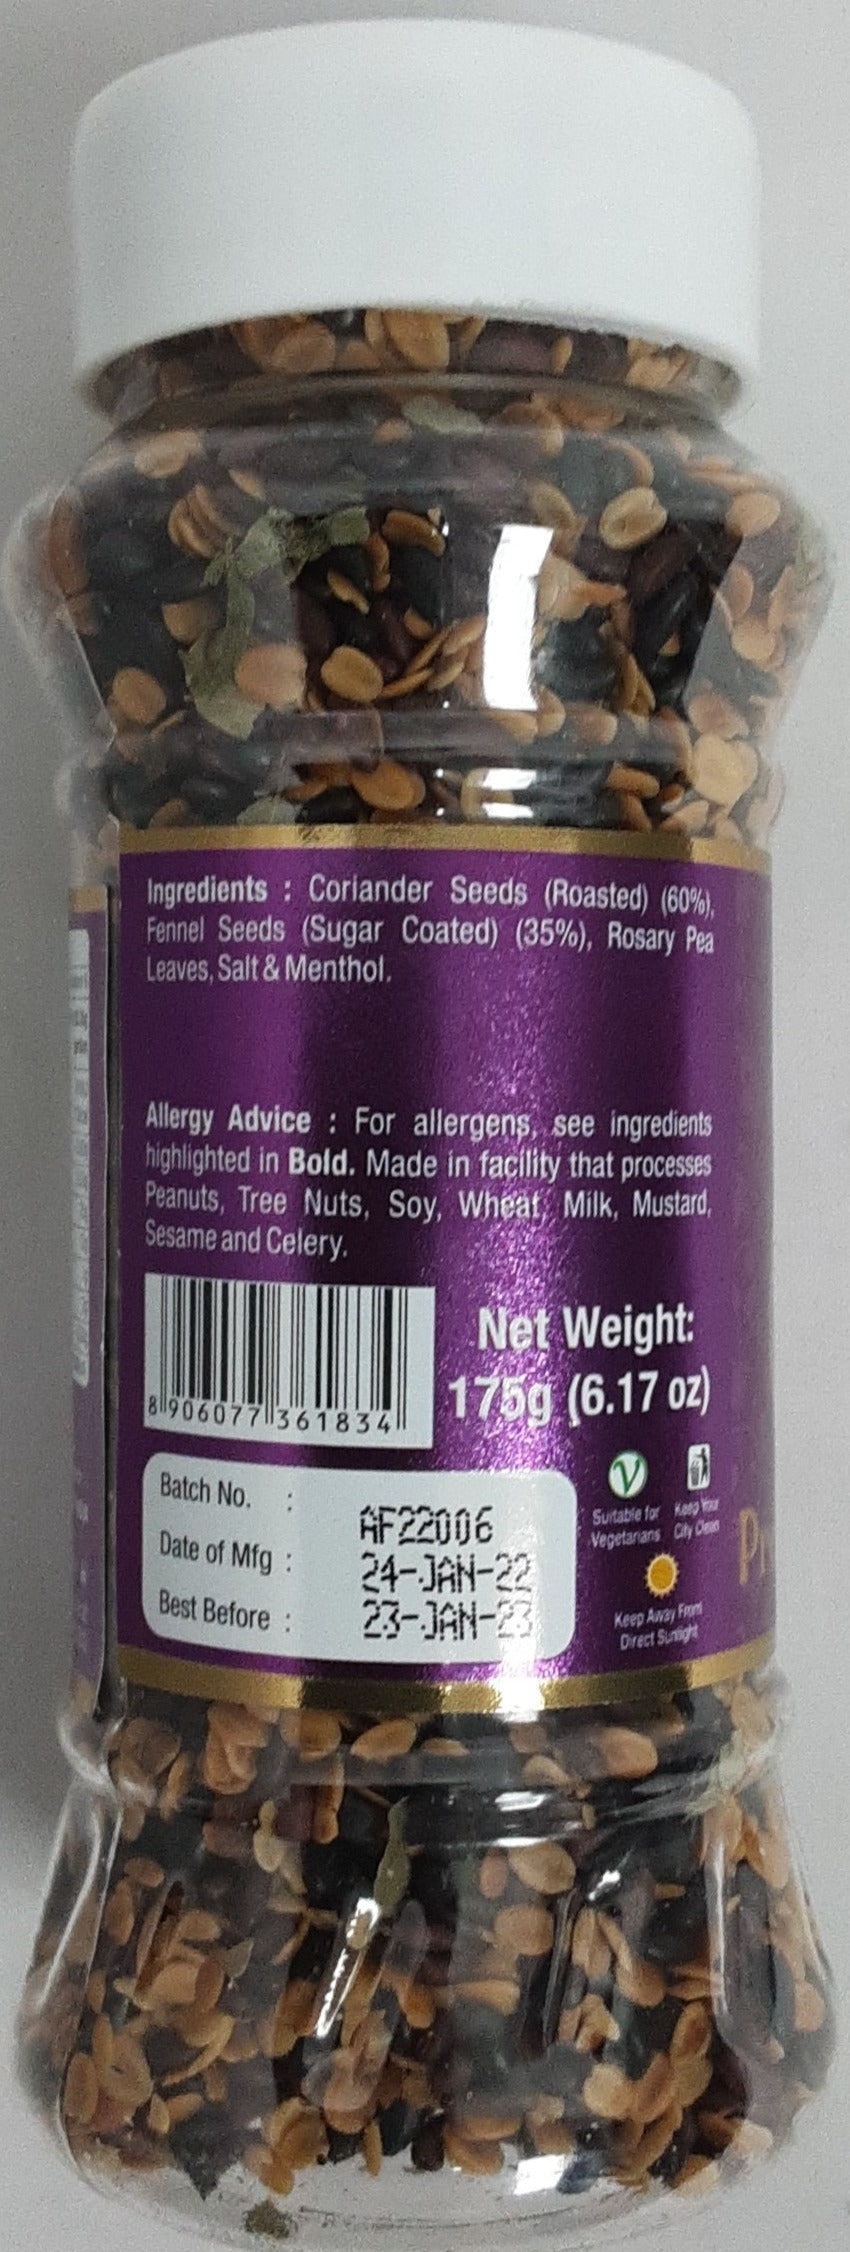 Ingredients : Coriander Seeds (Roasted) (60%),
Fennel Seeds (Sugar Coated) (35%), Rosary Pea
Leaves, Salt & Menthol.
Allergy Advice : For allergens, see ingredients
highlighted in Bold. Made in facility that processes
Peanuts, Tree Nuts, Soy, Wheat, Milk, Mustard,
Sesame and Celery.
8 906077 361834
Net Weight:
175g (6.17 oz)
Batch No. : AF22006
Date of Mfg : 24-JAN-22
Best Before : 23-JAN-23
V
Suitable for
Vegetarians
Keep Your
City Clean
Keep Away From
Direct Sunlight